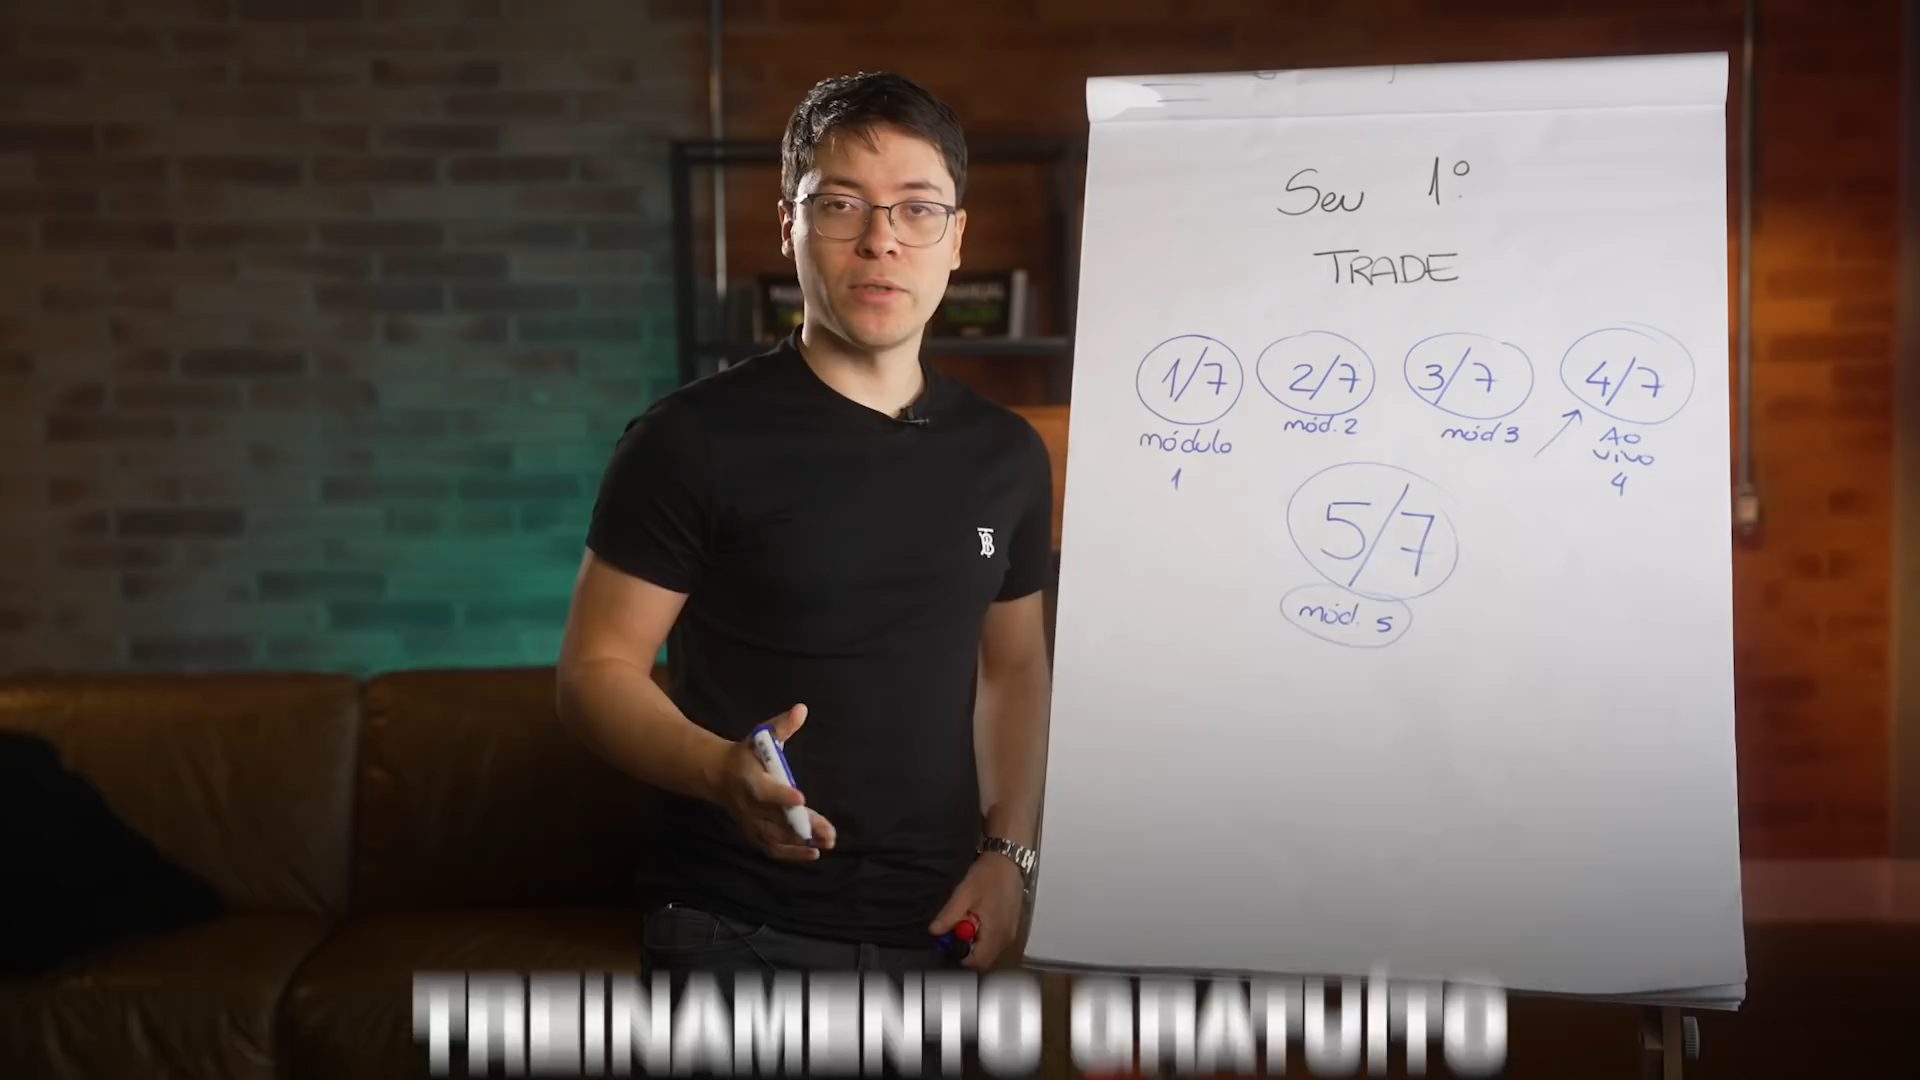 Seu 1º
TRADE
1/7 2/7 3/7 4/7
módulo
1
mód. 2
mód 3
Ao
vivo
4
5/7
mód. 5
TREINAMENTO GRATUITO